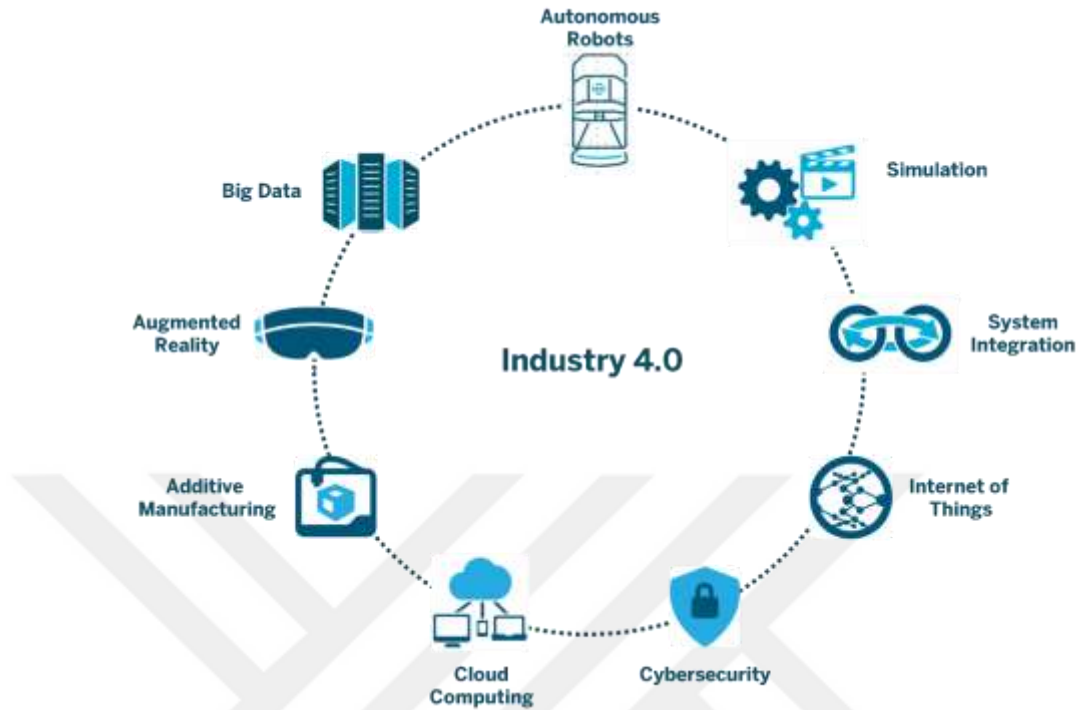 Autonomous
Robots
Simulation
Big Data
System
Integration
Augmented
Reality
Industry 4.0
Internet of
Things
Additive
Manufacturing
Cybersecurity
Cloud
Computing